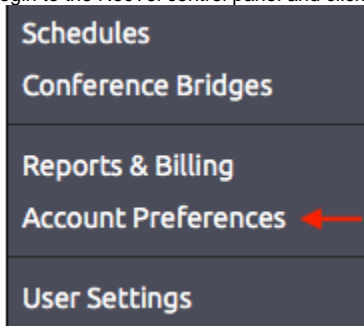 Schedules
Conference Bridges
Reports & Billing
Account Preferences
User Settings